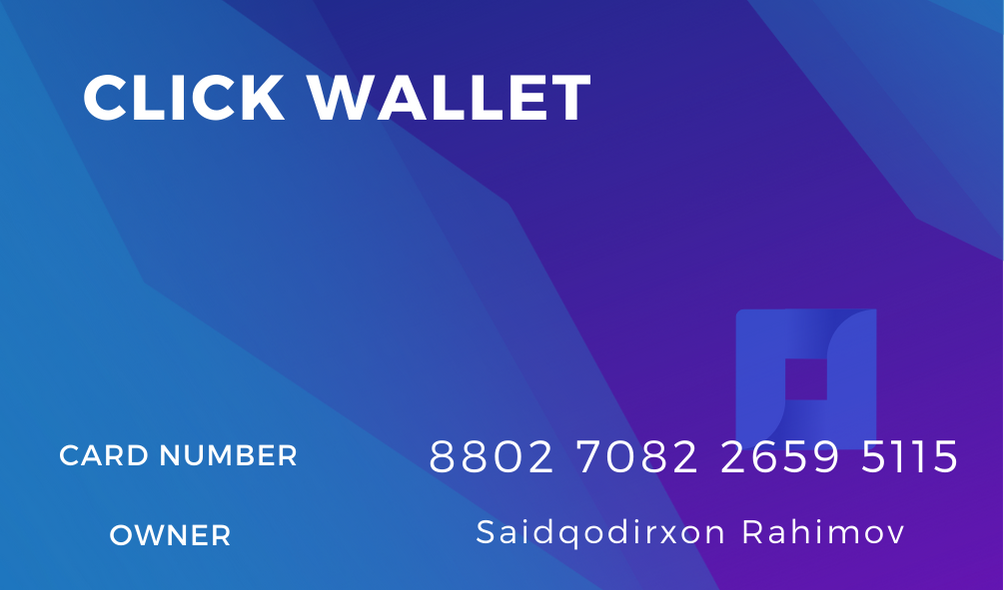 CLICK WALLET
CARD NUMBER 8802 7082 2659 5115
OWNER Saidqodirxon Rahimov